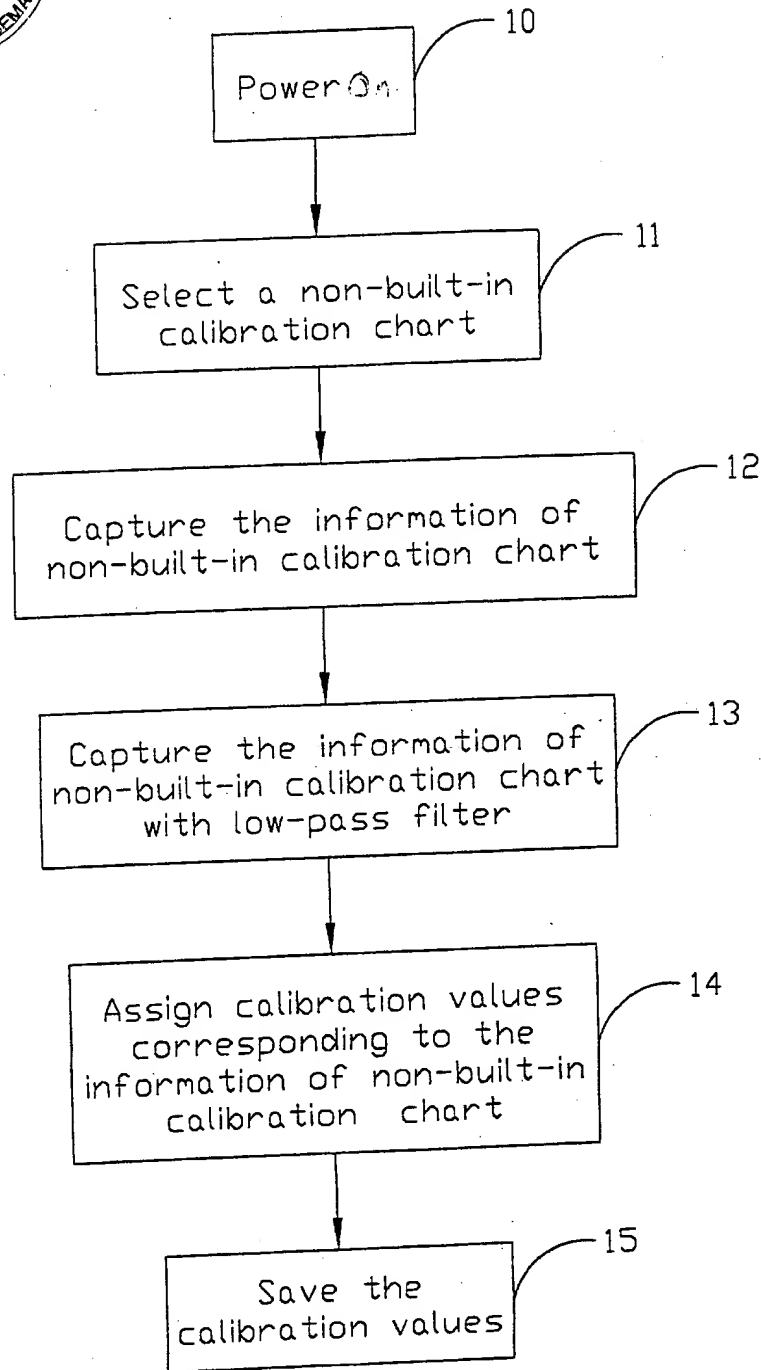 10
Power On
11
Select a non-built-in
calibration chart
12
Capture the information of
non-built-in calibration chart
13
Capture the information of
non-built-in calibration chart
with low-pass filter
14
Assign calibration values
corresponding to the
information of non-built-in
calibration chart
15
Save the
calibration values